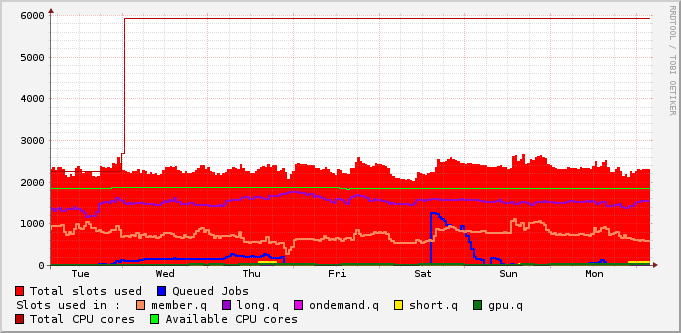 RRDTOOL / TOBI OETIKER
6000
5000
4000
3000
2000
1000
0
Tue Wed Thu Fri Sat Sun Mon
Total slots used Queued Jobs
Slots used in : member.q long.q ondemand.q short.q gpu.q
Total CPU cores Available CPU cores